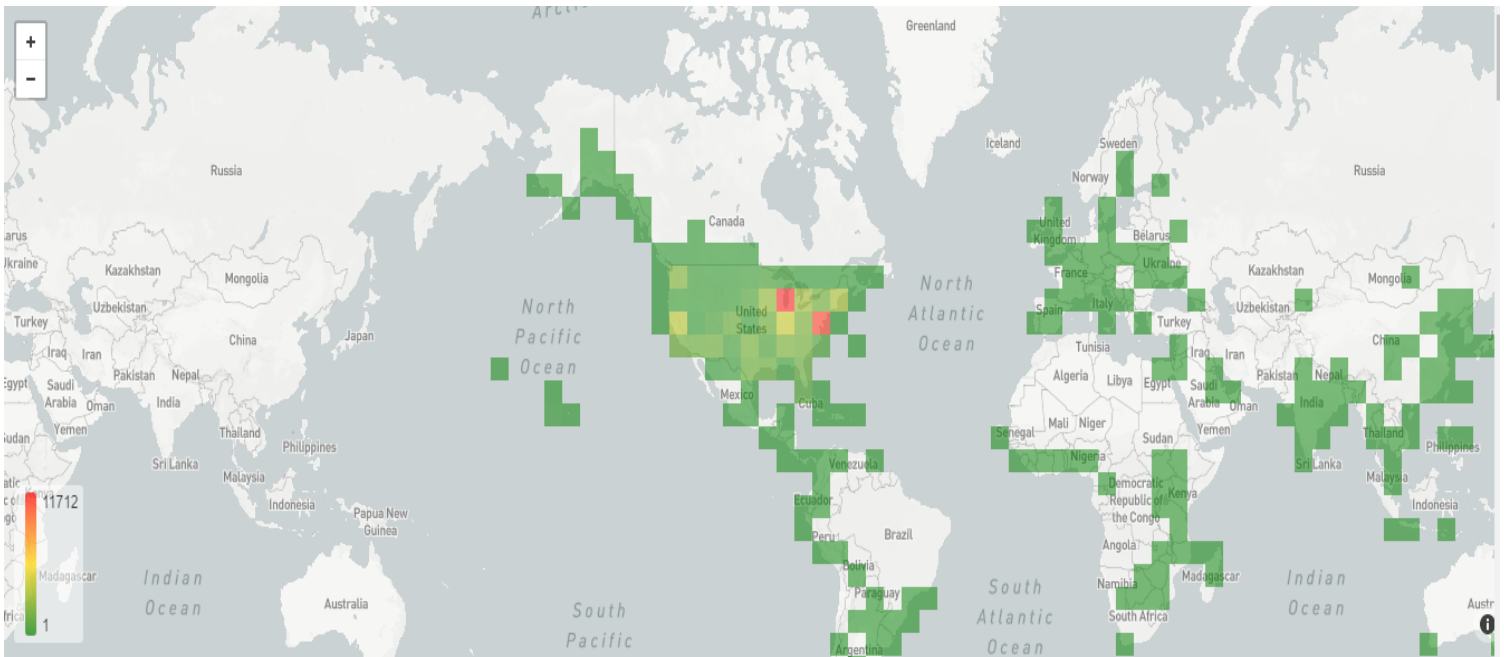 Arctic
Greenland
+
−
Iceland
Sweden
Russia
Russia
Norway
Canada
United
Kingdom
Belarus
arus
Ukraine
Ukraine
Kazakhstan
Mongolia
France
Kazakhstan
Mongolia
North
Atlantic
Ocean
North
Pacific
Ocean
United
States
Spain
Italy
Uzbekistan
Uzbekistan
Turkey
Turkey
Japan
China
China
Tunisia
Iraq
Iran
Iraq
Iran
Pakistan
Nepal
Pakistan
Nepal
Algeria
Libya
Egypt
Egypt
Saudi
Arabia
Oman
Saudi
Arabia
Oman
India
India
Mexico
Cuba
Mali
Niger
Yemen
Yemen
Senegal
Sudan
Sudan
Thailand
Thailand
Philippines
Philippines
Nigeria
Venezuela
Sri Lanka
Sri Lanka
Malaysia
Malaysia
Democratic
Republic of
the Congo
Kenya
Ecuador
Indonesia
Indonesia
11712
Papua New
Guinea
Peru
Brazil
Angola
Bolivia
Madagascar
Madagascar
Namibia
Indian
Ocean
Indian
Ocean
Paraguay
South
Atlantic
Ocean
Australia
Austr
South
Pacific
South Africa
1
Argentina
i